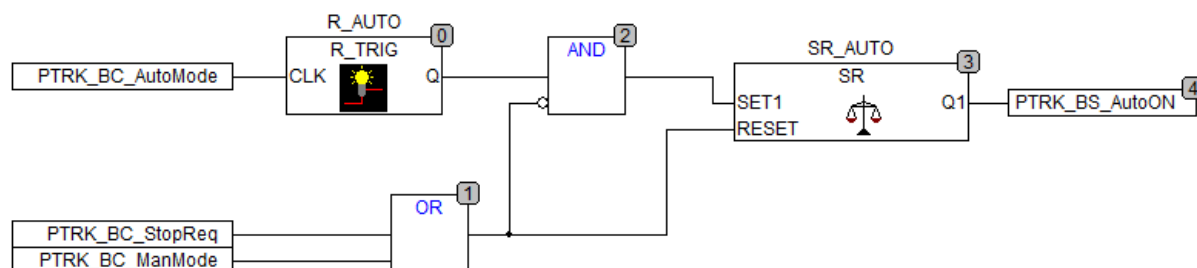 R_AUTO
0
R_TRIG
PTRK_BC_AutoMode
CLK
Q
AND
2
SR_AUTO
3
SR
SET1
Q1
RESET
PTRK_BS_AutoON
4
OR
1
PTRK_BC_StopReq
PTRK_BC_ManMode